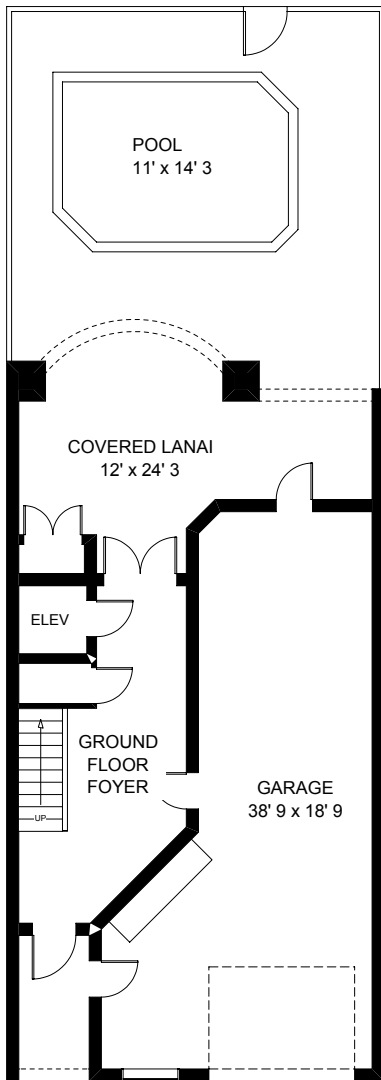 POOL
11' x 14' 3
COVERED LANAI
12' x 24' 3
ELEV
GROUND
FLOOR
FOYER
GARAGE
38' 9 x 18' 9
UP